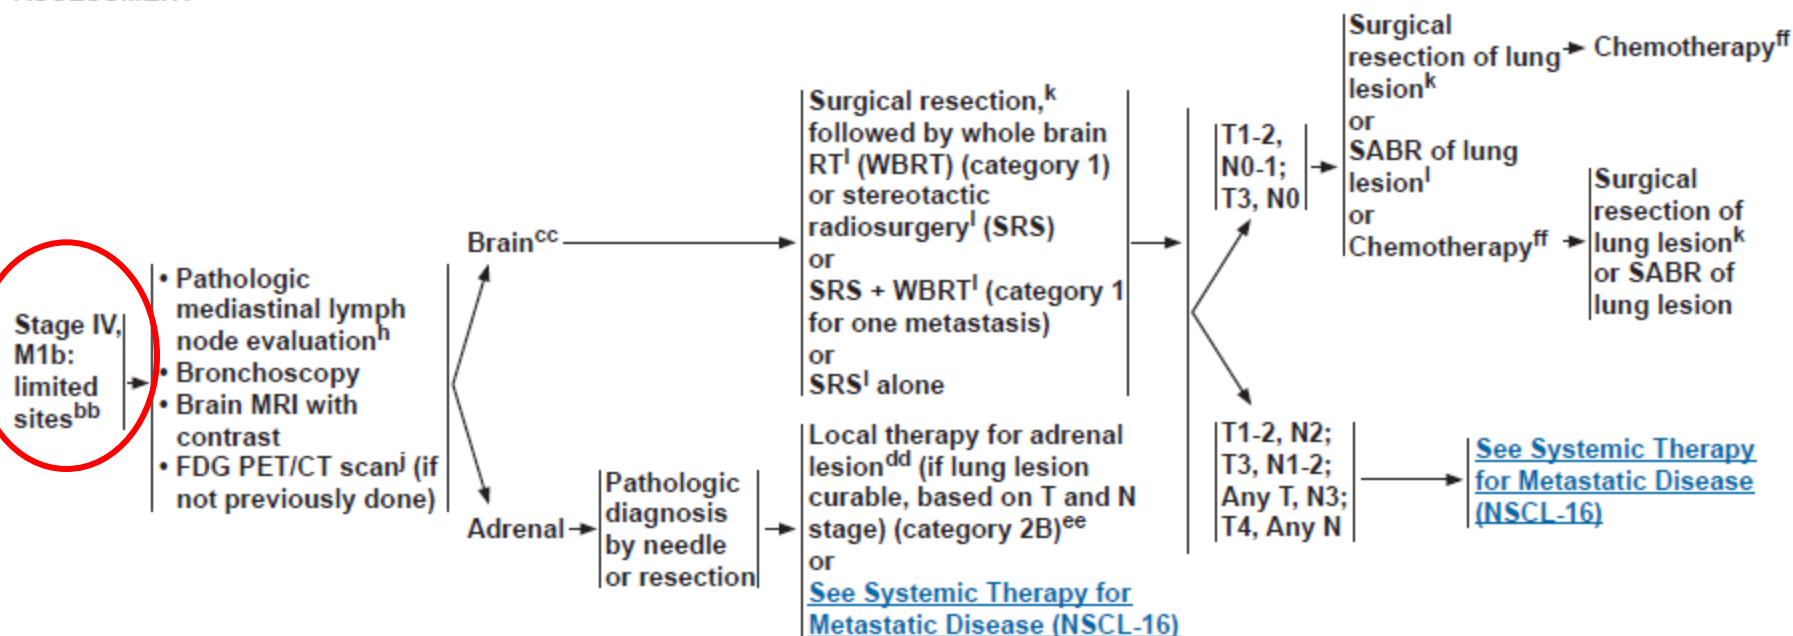 Stage IV,
M1b:
limited
sites^bb
• Pathologic
mediastinal lymph
node evaluation^h
• Bronchoscopy
• Brain MRI with
contrast
• FDG PET/CT scan^j (if
not previously done)
Brain^cc
Adrenal
Pathologic
diagnosis
by needle
or resection
Surgical resection,^k
followed by whole brain
RT^l (WBRT) (category 1)
or stereotactic
radiosurgery^l (SRS)
or
SRS + WBRT^l (category 1
for one metastasis)
or
SRS^l alone
Local therapy for adrenal
lesion^dd (if lung lesion
curable, based on T and N
stage) (category 2B)^ee
or
See Systemic Therapy for
Metastatic Disease (NSCL-16)
T1-2,
N0-1;
T3, N0
Surgical
resection of lung
lesion^k
or
SABR of lung
lesion^l
or
Chemotherapy^ff
Chemotherapy^ff
Surgical
resection of
lung lesion^k
or SABR of
lung lesion
T1-2, N2;
T3, N1-2;
Any T, N3;
T4, Any N
See Systemic Therapy
for Metastatic Disease
(NSCL-16)